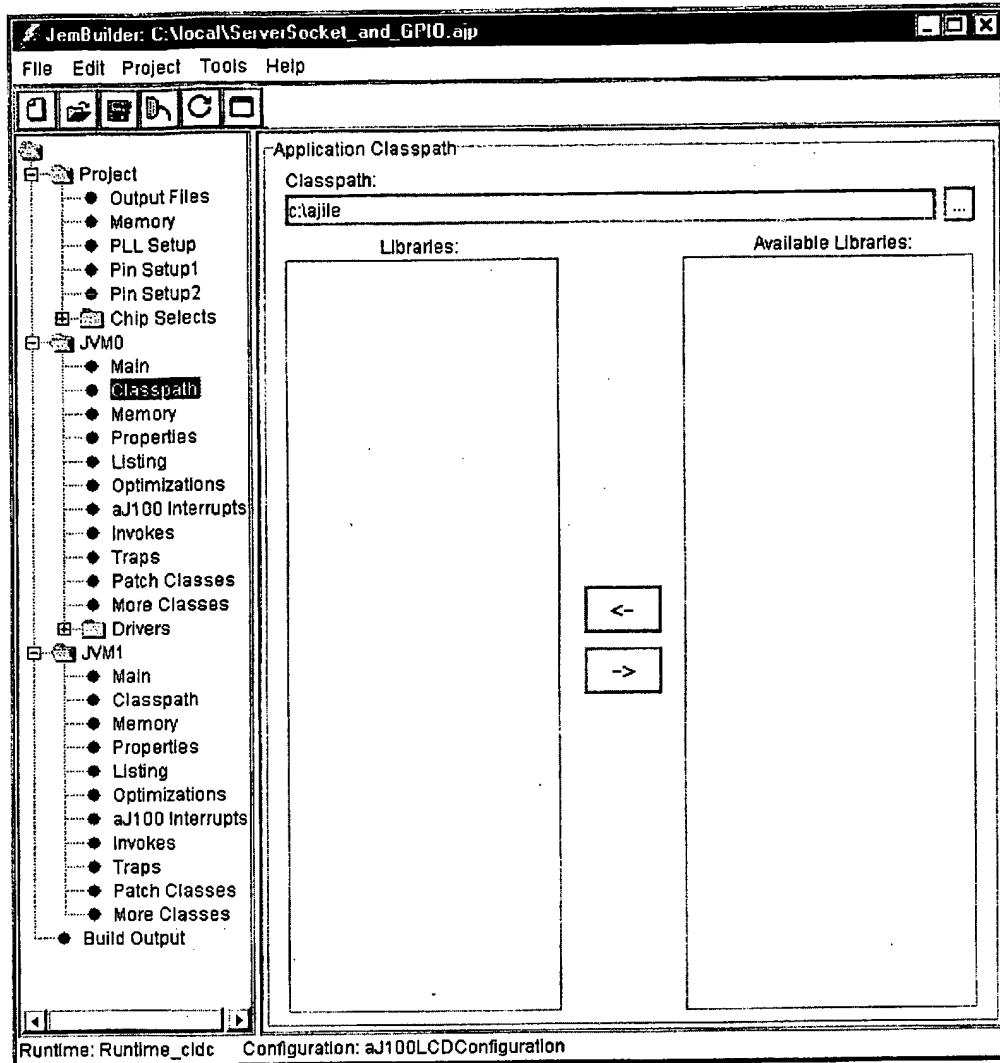 JemBuilder: C:\local\ServerSocket_and_GPIO.ajp
File Edit Project Tools Help
Project
Output Files
Memory
PLL Setup
Pin Setup1
Pin Setup2
Chip Selects
JVM0
Main
Classpath
Memory
Properties
Listing
Optimizations
aJ100 Interrupts
Invokes
Traps
Patch Classes
More Classes
Drivers
JVM1
Main
Classpath
Memory
Properties
Listing
Optimizations
aJ100 Interrupts
Invokes
Traps
Patch Classes
More Classes
Build Output
Application Classpath
Classpath:
c:\ajile
...
Libraries:
Available Libraries:
<-
->
Runtime: Runtime_cldc Configuration: aJ100LCDConfiguration